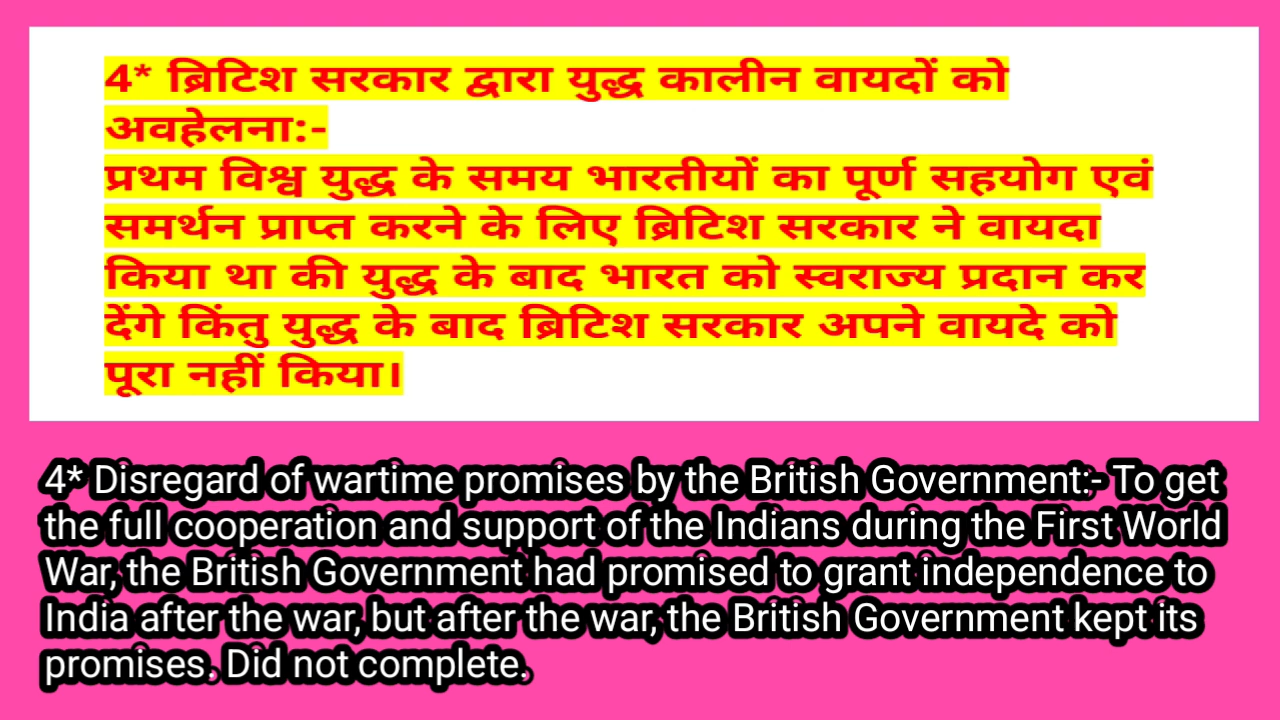 4* ब्रिटिश सरकार द्वारा युद्ध कालीन वायदों को
अवहेलना:-
प्रथम विश्व युद्ध के समय भारतीयों का पूर्ण सहयोग एवं
समर्थन प्राप्त करने के लिए ब्रिटिश सरकार ने वायदा
किया था की युद्ध के बाद भारत को स्वराज्य प्रदान कर
देंगे किंतु युद्ध के बाद ब्रिटिश सरकार अपने वायदे को
पूरा नहीं किया।
4* Disregard of wartime promises by the British Government:- To get
the full cooperation and support of the Indians during the First World
War, the British Government had promised to grant independence to
India after the war, but after the war, the British Government kept its
promises. Did not complete.